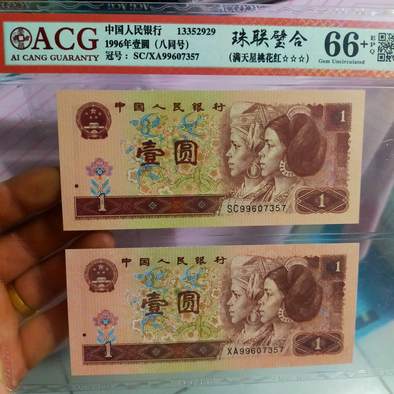 ACG
AI CANG GUARANTY
中国人民银行 13352929
1996年壹圆（八同号）
冠号：SC/XA99607357
珠联璧合
(满天星桃花红☆☆☆)
66+
EPQ
Gem Uncirculated
中国人民银行
1
壹圆
1
SC99607357
中国人民银行
1
壹圆
1
XA99607357